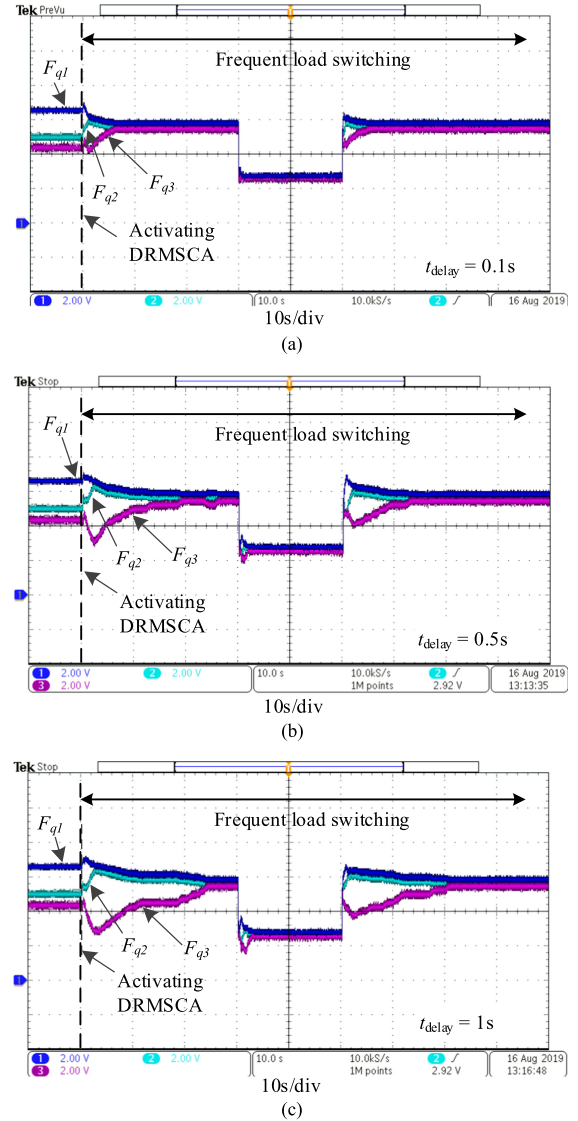 Tek PreVu
Frequent load switching
Fq1
Fq2
Fq3
Activating
DRMSCA
tdelay = 0.1s
1
1 2.00 V 2 2.00 V 10.0 s 10.0kS/s 2 16 Aug 2019
10s/div
(a)
Tek Stop
Frequent load switching
Fq1
Fq2
Fq3
Activating
DRMSCA
tdelay = 0.5s
1
1 2.00 V 2 2.00 V 10.0 s 10.0kS/s 2 16 Aug 2019
3 2.00 V 1M points 2.92 V 13:13:35
10s/div
(b)
Tek Stop
Frequent load switching
Fq1
Fq2
Fq3
Activating
DRMSCA
tdelay = 1s
1
1 2.00 V 2 2.00 V 10.0 s 10.0kS/s 2 16 Aug 2019
3 2.00 V 1M points 2.92 V 13:16:48
10s/div
(c)